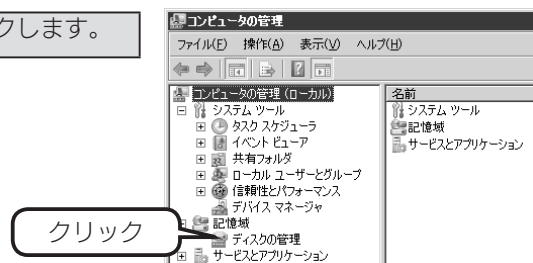 クします。
コンピュータの管理
ファイル(F) 操作(A) 表示(V) ヘルプ(H)
コンピュータの管理 (ローカル)
システム ツール
タスク スケジューラ
イベント ビューア
共有フォルダ
ローカル ユーザーとグループ
信頼性とパフォーマンス
デバイス マネージャ
記憶域
ディスクの管理
サービスとアプリケーション
名前
システム ツール
記憶域
サービスとアプリケーション
クリック